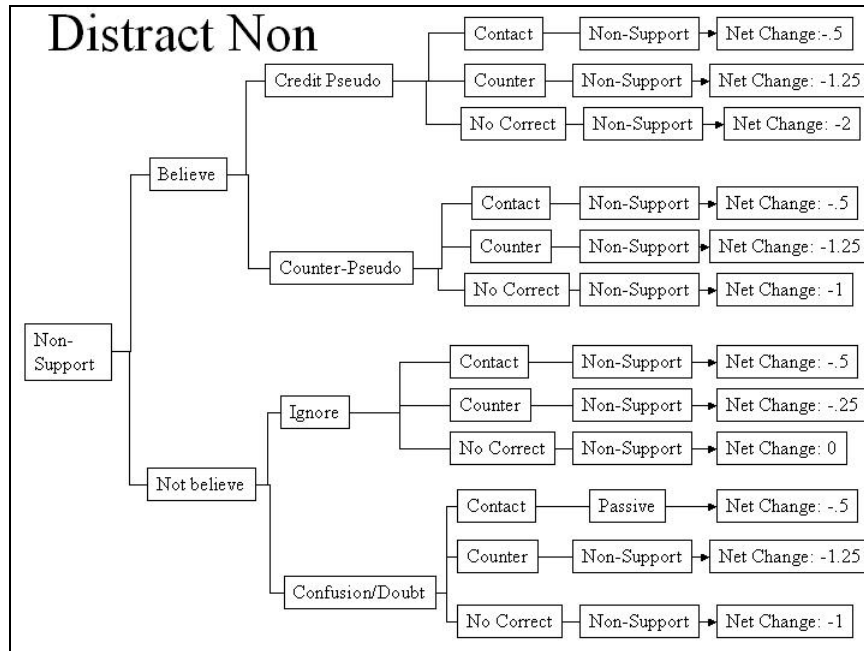 Distract Non
Contact Non-Support Net Change:-.5
Credit Pseudo Counter Non-Support Net Change: -1.25
No Correct Non-Support Net Change: -2
Believe
Contact Non-Support Net Change: -.5
Counter Non-Support Net Change: -1.25
Counter-Pseudo
No Correct Non-Support Net Change: -1
Non-
Support
Contact Non-Support Net Change: -.5
Ignore Counter Non-Support Net Change: -.25
No Correct Non-Support Net Change: 0
Not believe
Contact Passive Net Change: -.5
Counter Non-Support Net Change: -1.25
Confusion/Doubt
No Correct Non-Support Net Change: -1